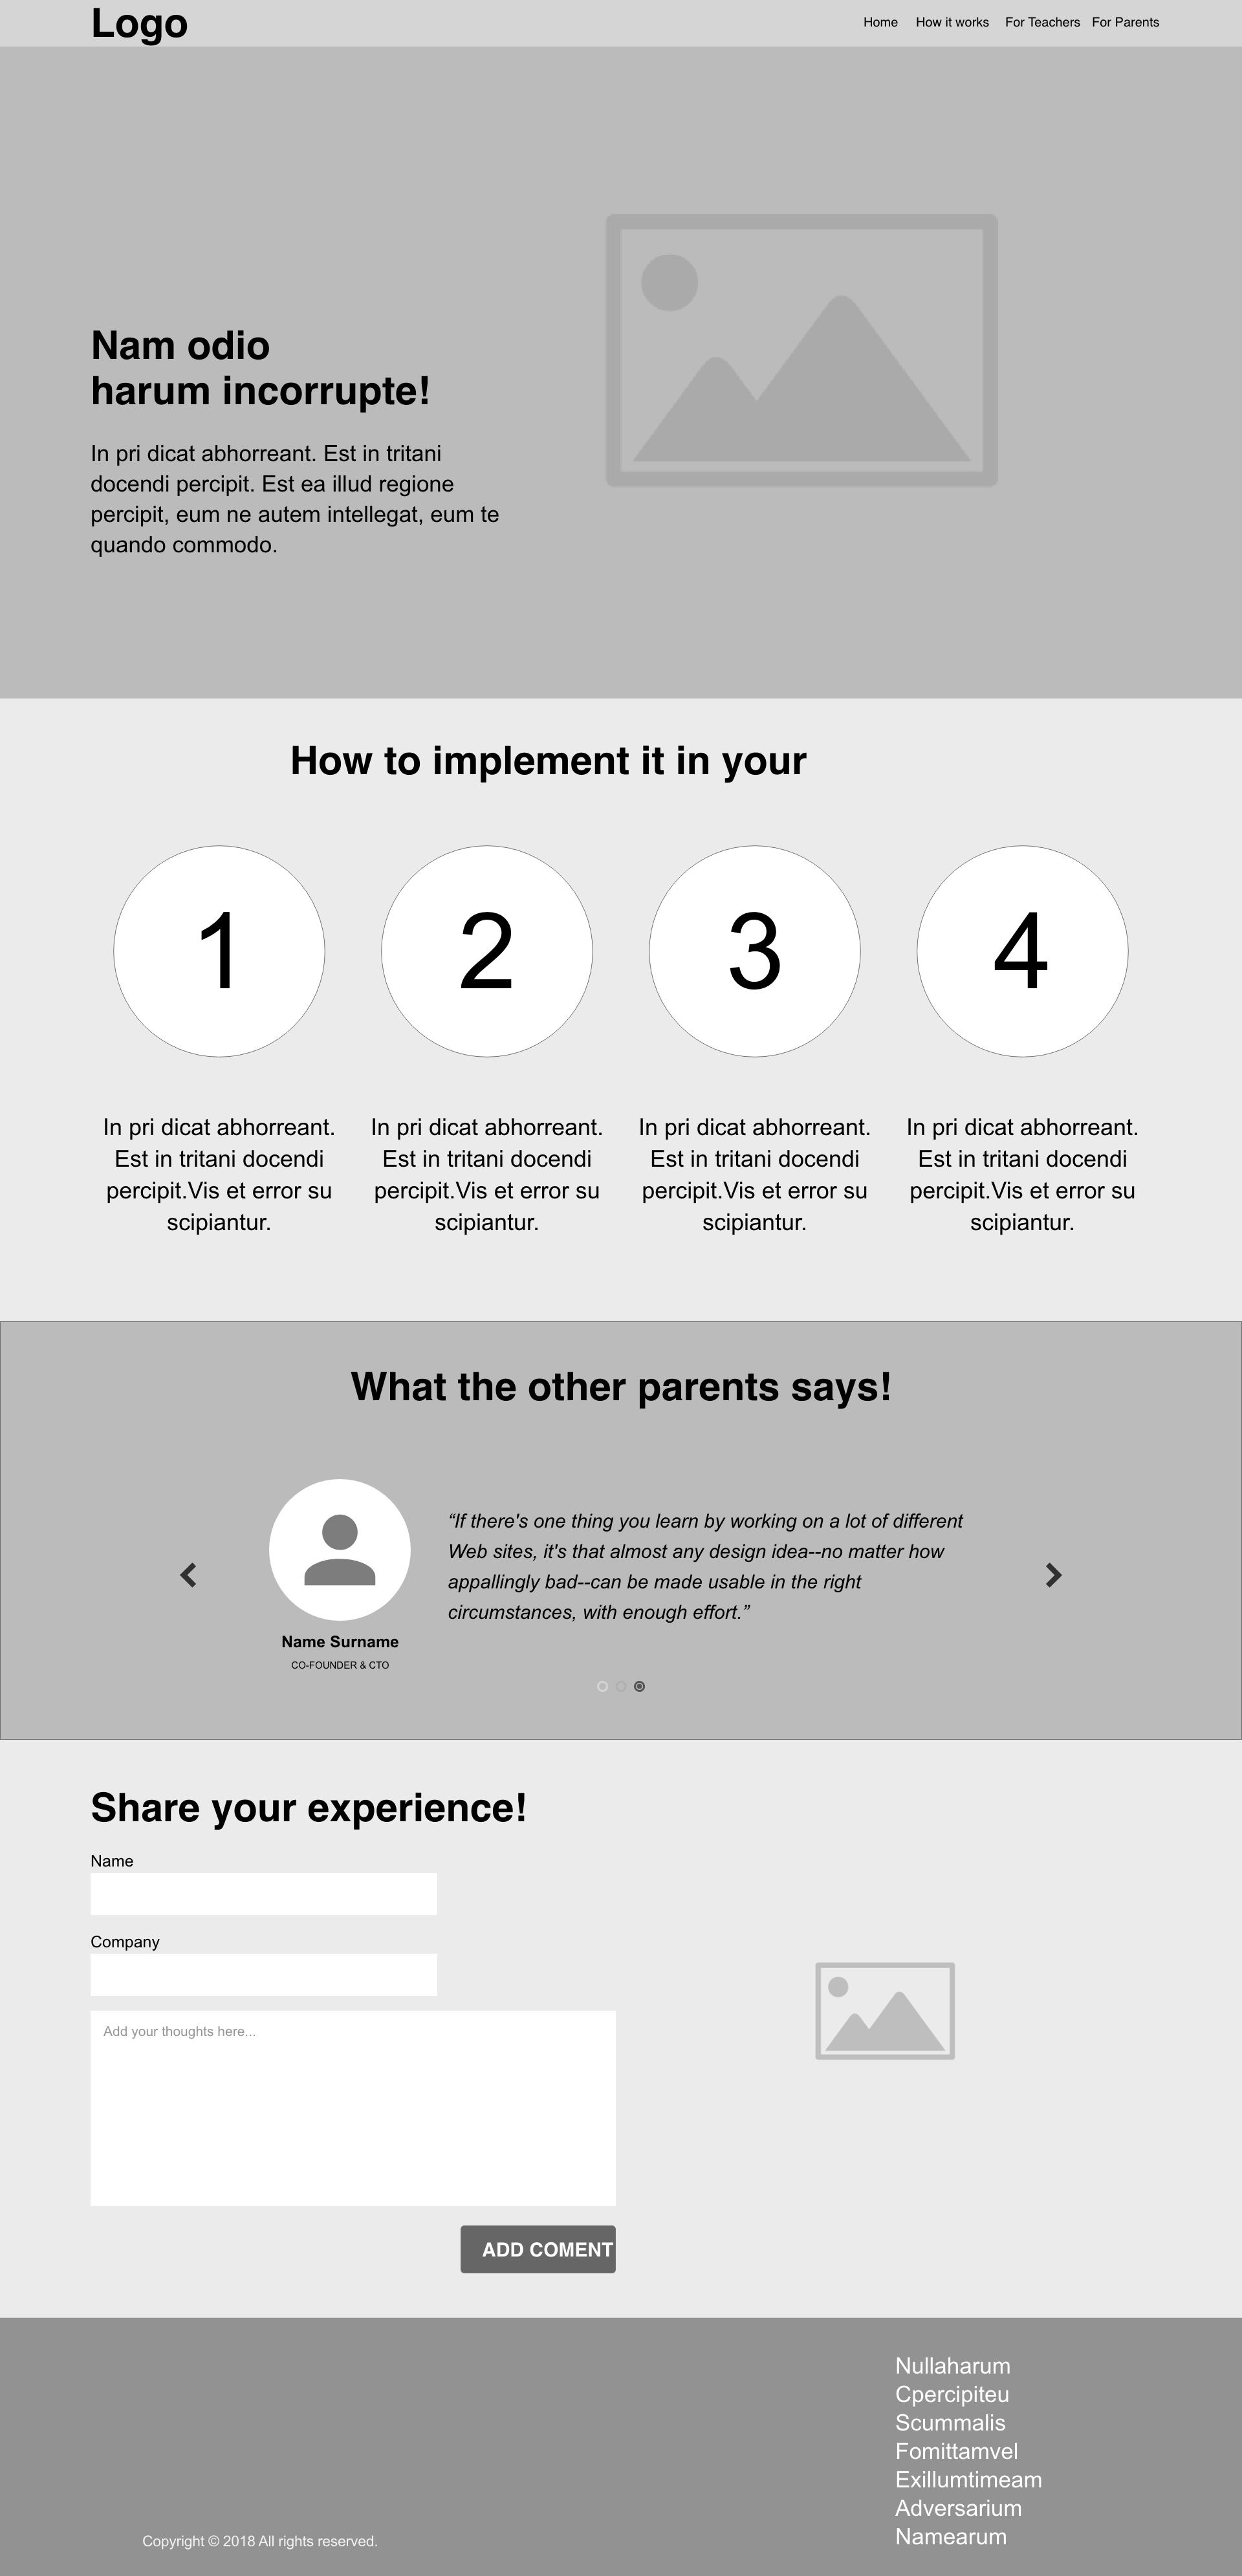 Logo
Home
How it works
For Teachers
For Parents
Nam odio
harum incorrupte!
In pri dicat abhorreant. Est in tritani
docendi percipit. Est ea illud regione
percipit, eum ne autem intellegat, eum te
quando commodo.
How to implement it in your
1
2
3
4
In pri dicat abhorreant.
Est in tritani docendi
percipit.Vis et error su
scipiantur.
In pri dicat abhorreant.
Est in tritani docendi
percipit.Vis et error su
scipiantur.
In pri dicat abhorreant.
Est in tritani docendi
percipit.Vis et error su
scipiantur.
In pri dicat abhorreant.
Est in tritani docendi
percipit.Vis et error su
scipiantur.
What the other parents says!
“If there's one thing you learn by working on a lot of different
Web sites, it's that almost any design idea--no matter how
appallingly bad--can be made usable in the right
circumstances, with enough effort.”
Name Surname
CO-FOUNDER & CTO
Share your experience!
Name
Company
Add your thoughts here...
ADD COMENT
Nullaharum
Cpercipiteu
Scummalis
Fomittamvel
Exillumtimeam
Adversarium
Namearum
Copyright © 2018 All rights reserved.